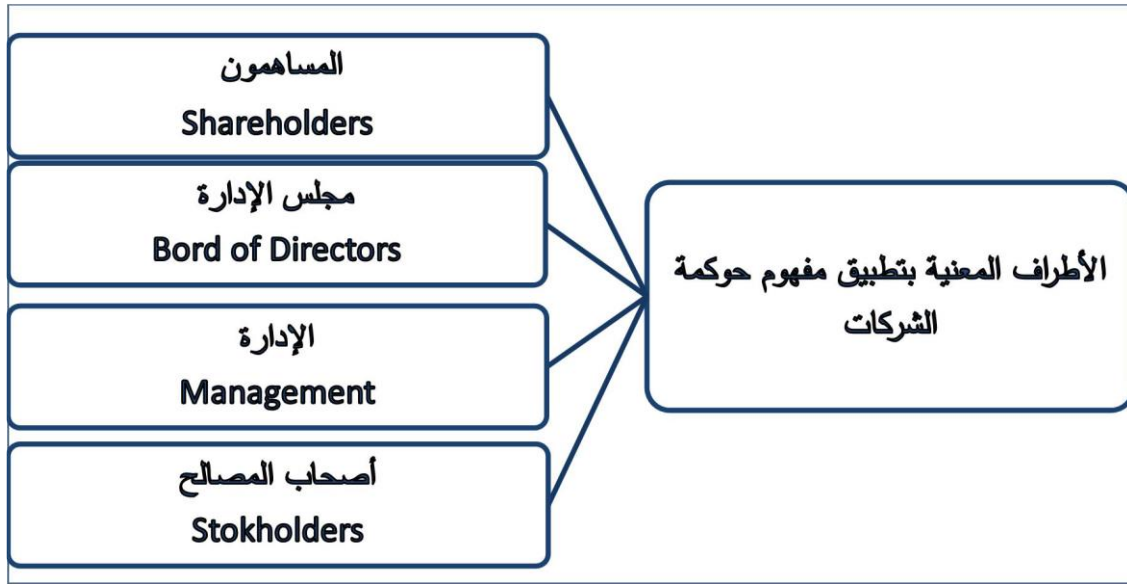 الأطراف المعنية بتطبيق مفهوم حوكمة
الشركات
المساهمون
Shareholders
مجلس الإدارة
Bord of Directors
الإدارة
Management
أصحاب المصالح
Stokholders